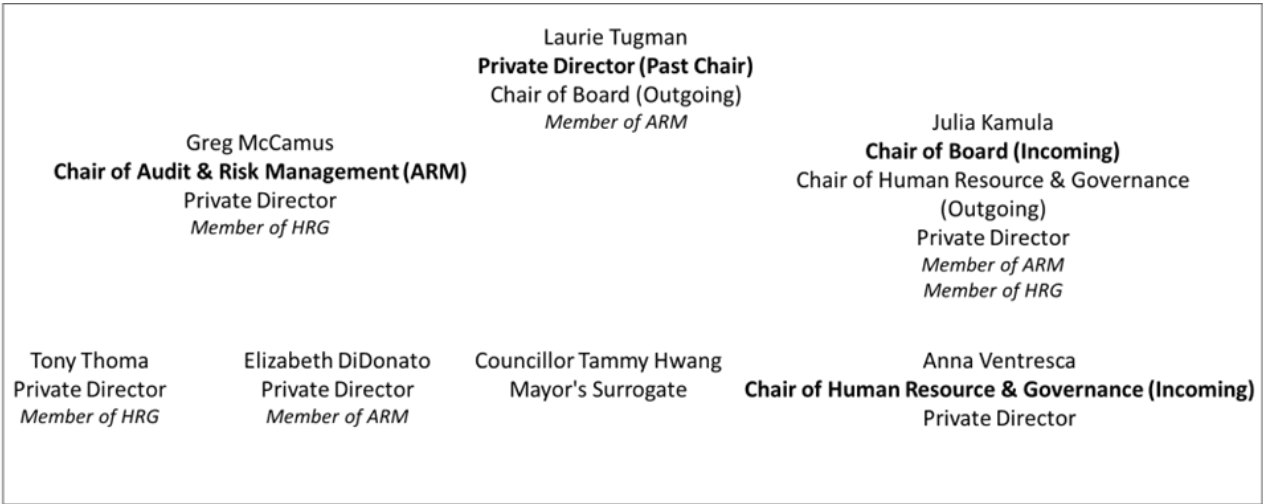 Laurie Tugman
Private Director (Past Chair)
Chair of Board (Outgoing)
Member of ARM
Greg McCamus
Chair of Audit & Risk Management (ARM)
Private Director
Member of HRG
Julia Kamula
Chair of Board (Incoming)
Chair of Human Resource & Governance
(Outgoing)
Private Director
Member of ARM
Member of HRG
Tony Thoma
Private Director
Member of HRG
Elizabeth DiDonato
Private Director
Member of ARM
Councillor Tammy Hwang
Mayor's Surrogate
Anna Ventresca
Chair of Human Resource & Governance (Incoming)
Private Director